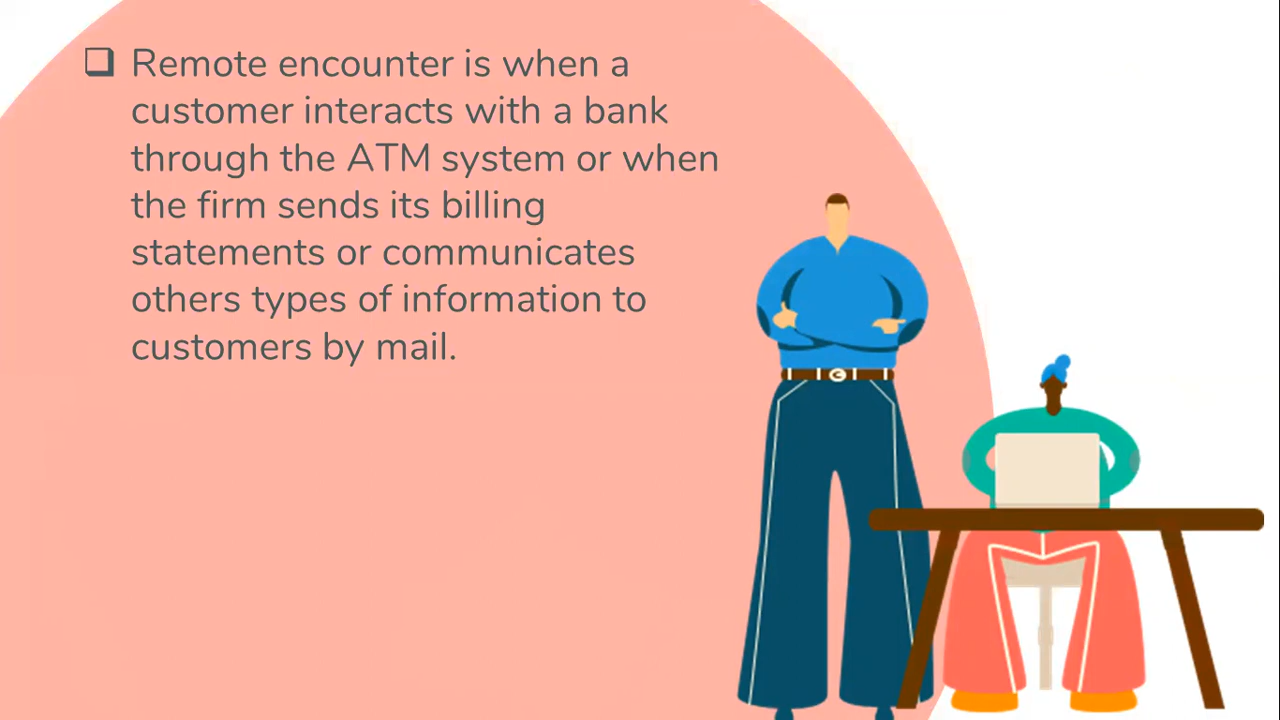 Remote encounter is when a
customer interacts with a bank
through the ATM system or when
the firm sends its billing
statements or communicates
others types of information to
customers by mail.